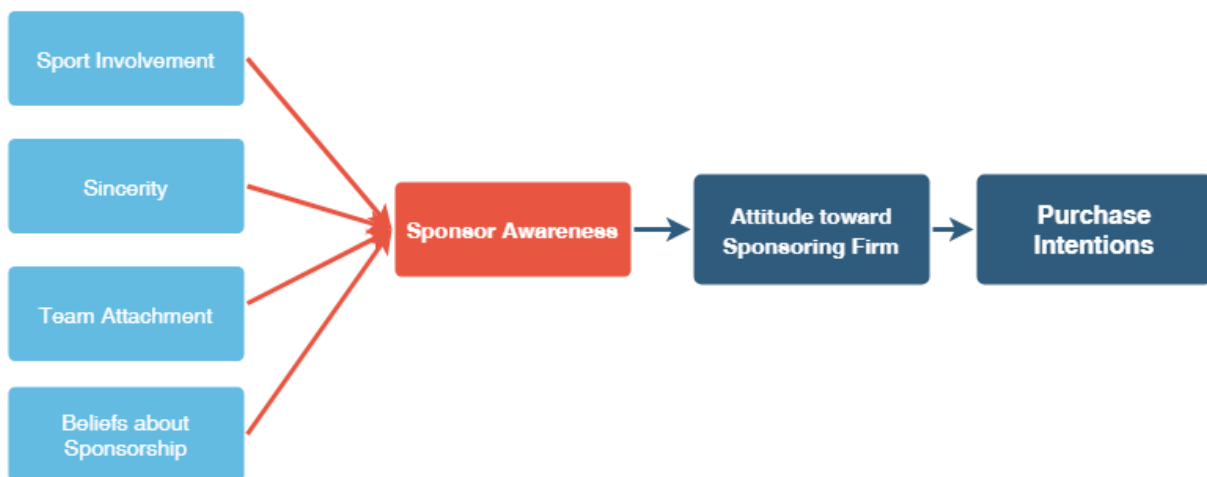 Sport Involvement
Sincerity
Team Attachment
Beliefs about
Sponsorship
Sponsor Awareness
Attitude toward
Sponsoring Firm
Purchase
Intentions